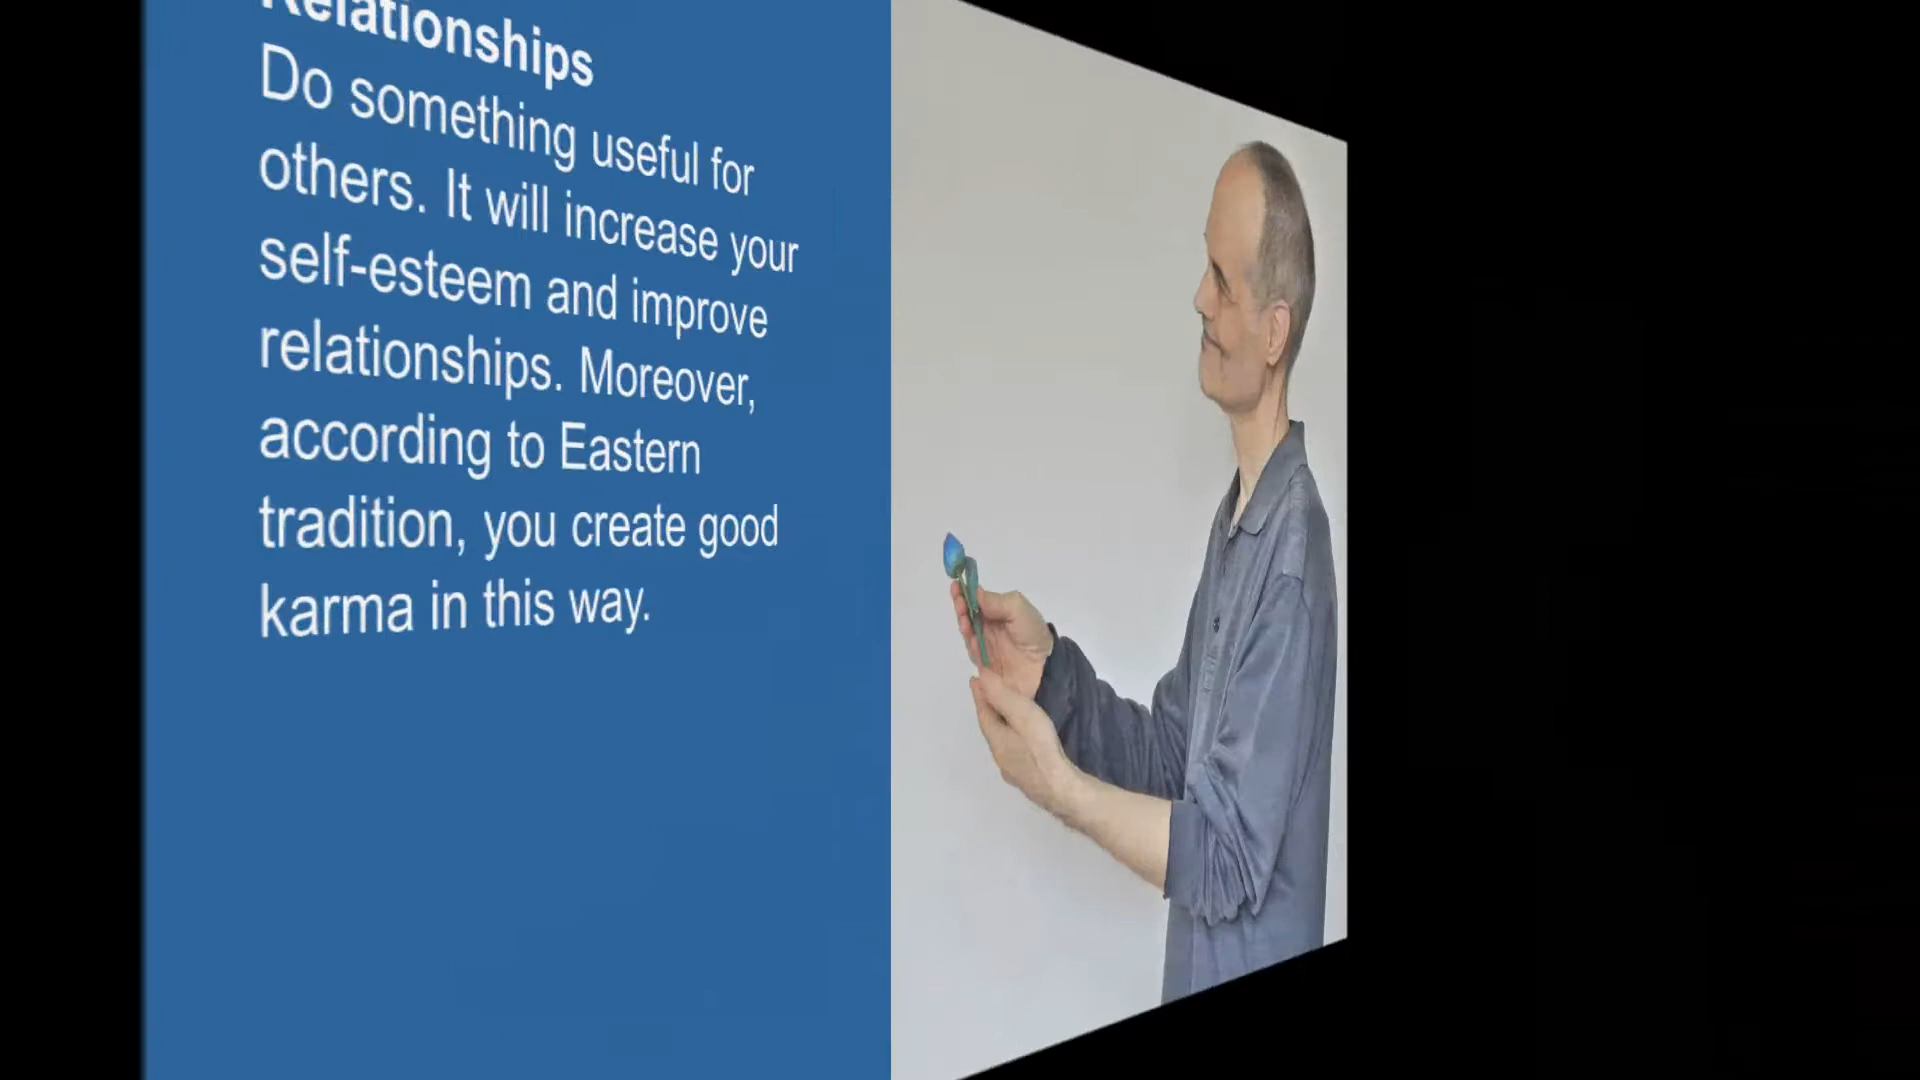 Relationships
Do something useful for
others. It will increase your
self-esteem and improve
relationships. Moreover,
according to Eastern
tradition, you create good
karma in this way.